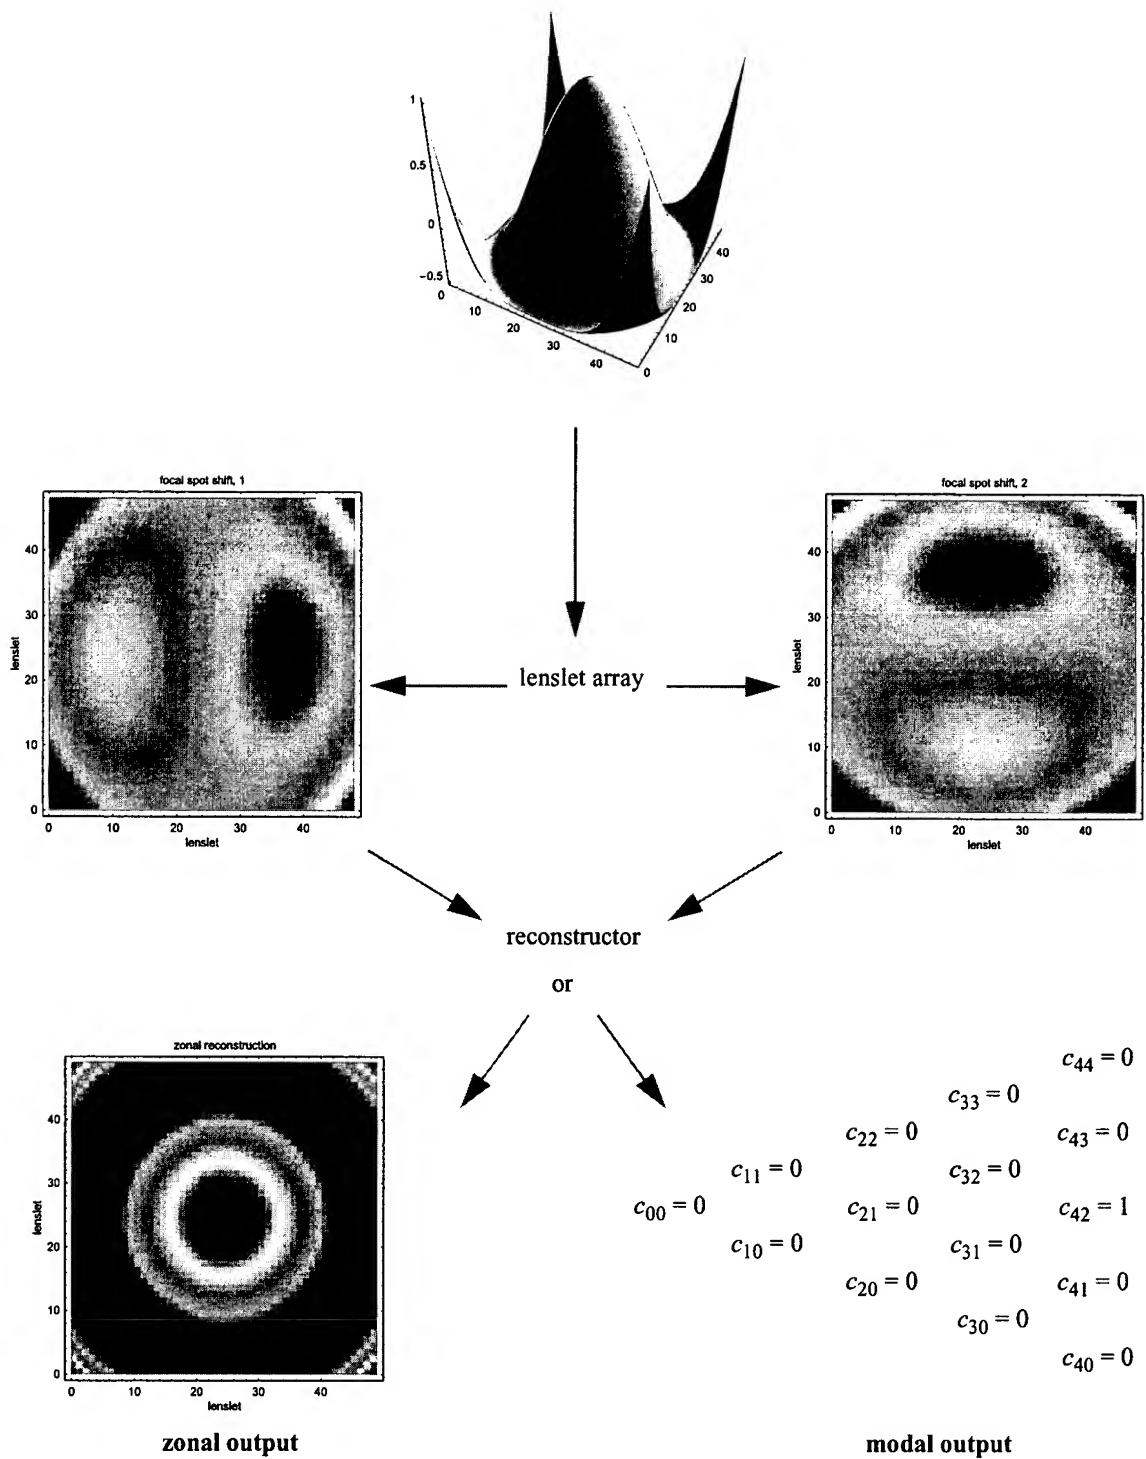 1
0.5
0
−0.5
0
10
20
30
40
0
10
20
30
40
focal spot shift, 1
lenslet
40
30
20
10
0
0 10 20 30 40
lenslet
lenslet array
focal spot shift, 2
lenslet
40
30
20
10
0
0 10 20 30 40
lenslet
reconstructor
or
zonal reconstruction
lenslet
40
30
20
10
0
0 10 20 30 40
lenslet
zonal output
c44 = 0
c33 = 0
c22 = 0 c43 = 0
c11 = 0 c32 = 0
c00 = 0 c21 = 0 c42 = 1
c10 = 0 c31 = 0
c20 = 0 c41 = 0
c30 = 0
c40 = 0
modal output